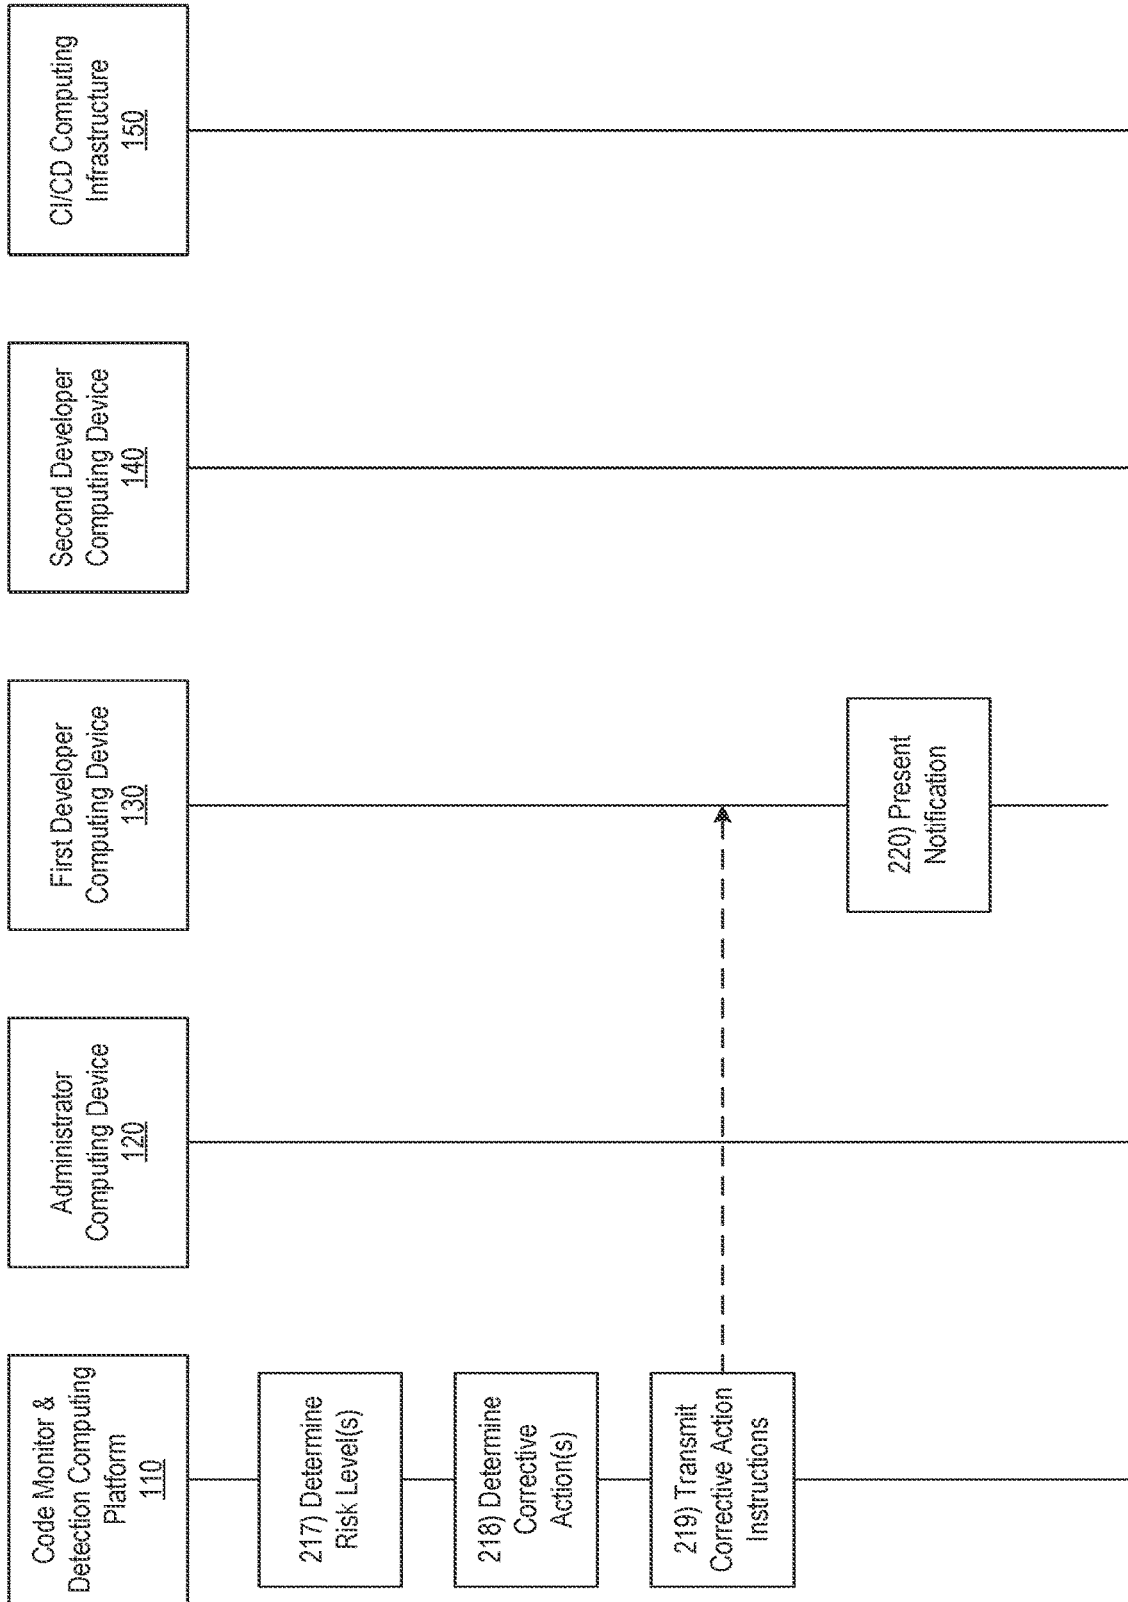 Code Monitor &
Detection Computing
Platform
110
Administrator
Computing Device
120
First Developer
Computing Device
130
Second Developer
Computing Device
140
CI/CD Computing
Infrastructure
150
217) Determine
Risk Level(s)
218) Determine
Corrective
Action(s)
219) Transmit
Corrective Action
Instructions
220) Present
Notification